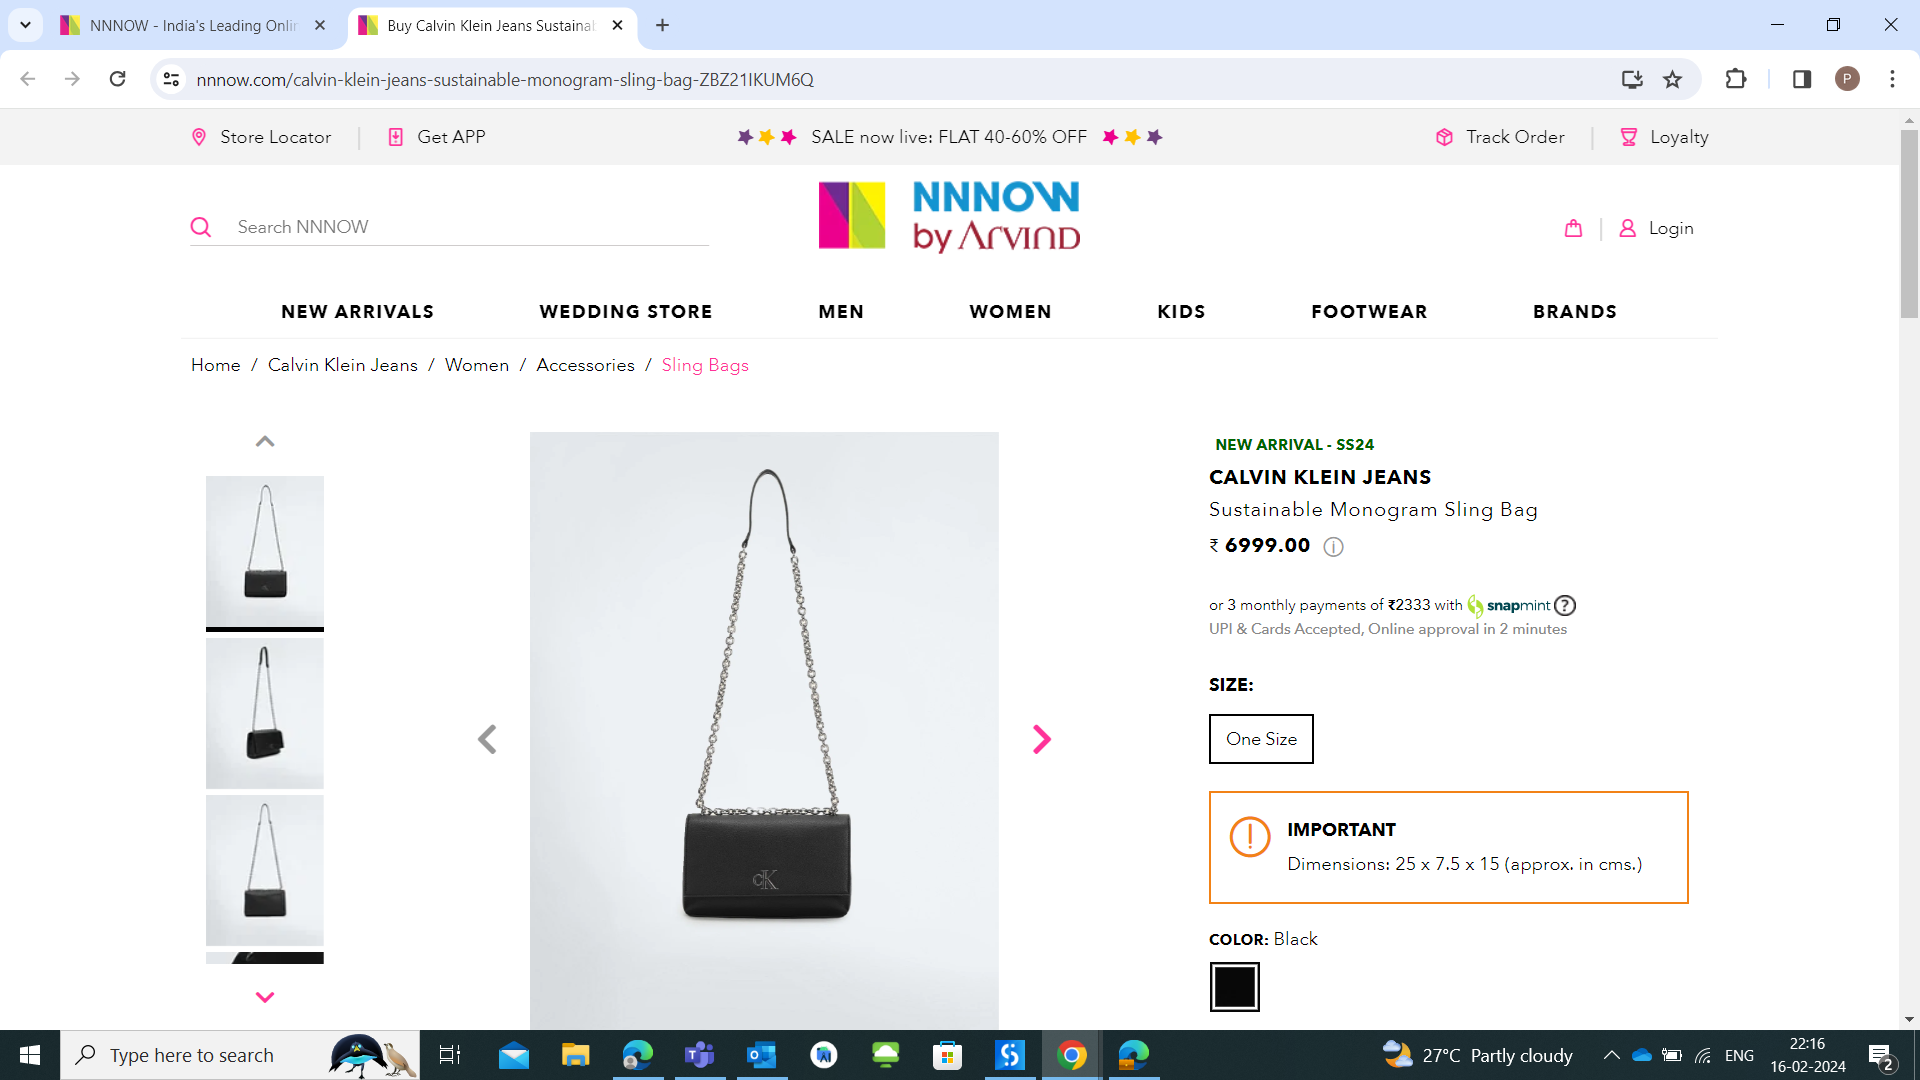 NNNOW - India's Leading Onlin
Buy Calvin Klein Jeans Sustainab
nnnow.com/calvin-klein-jeans-sustainable-monogram-sling-bag-ZBZ21IKUM6Q
P
Store Locator
Get APP
SALE now live: FLAT 40-60% OFF
Track Order
Loyalty
Search NNNOW
NNNOW
by Arvind
Login
NEW ARRIVALS
WEDDING STORE
MEN
WOMEN
KIDS
FOOTWEAR
BRANDS
Home / Calvin Klein Jeans / Women / Accessories / Sling Bags
NEW ARRIVAL - SS24
CALVIN KLEIN JEANS
Sustainable Monogram Sling Bag
₹ 6999.00
or 3 monthly payments of ₹2333 with snapmint
UPI & Cards Accepted, Online approval in 2 minutes
SIZE:
One Size
IMPORTANT
Dimensions: 25 x 7.5 x 15 (approx. in cms.)
COLOR: Black
CK
Type here to search
27°C Partly cloudy
ENG
22:16
16-02-2024
2